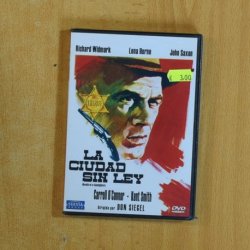 Richard Widmark Lena Horne John Saxon
€ 3,00
LA
CIUDAD
SIN LEY
Carroll O'Connor - Kent Smith
Dirigida por DON SIEGEL
DVD